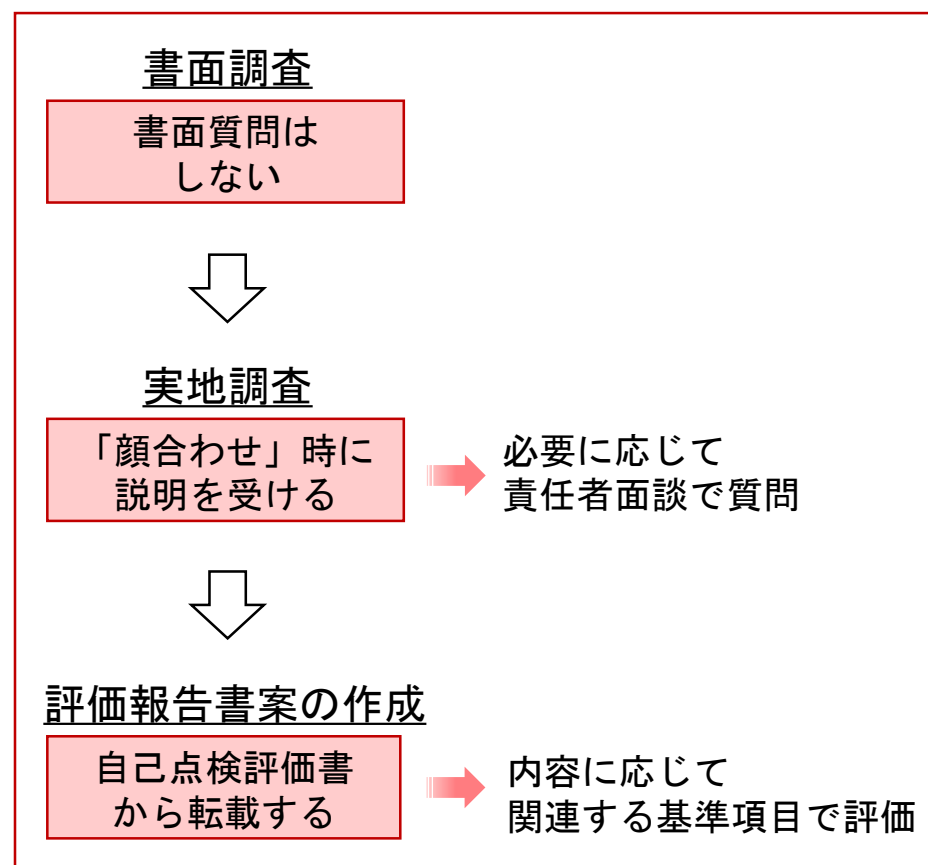 書面調査
書面質問は
しない
実地調査
「顔合わせ」時に
説明を受ける
必要に応じて
責任者面談で質問
評価報告書案の作成
自己点検評価書
から転載する
内容に応じて
関連する基準項目で評価